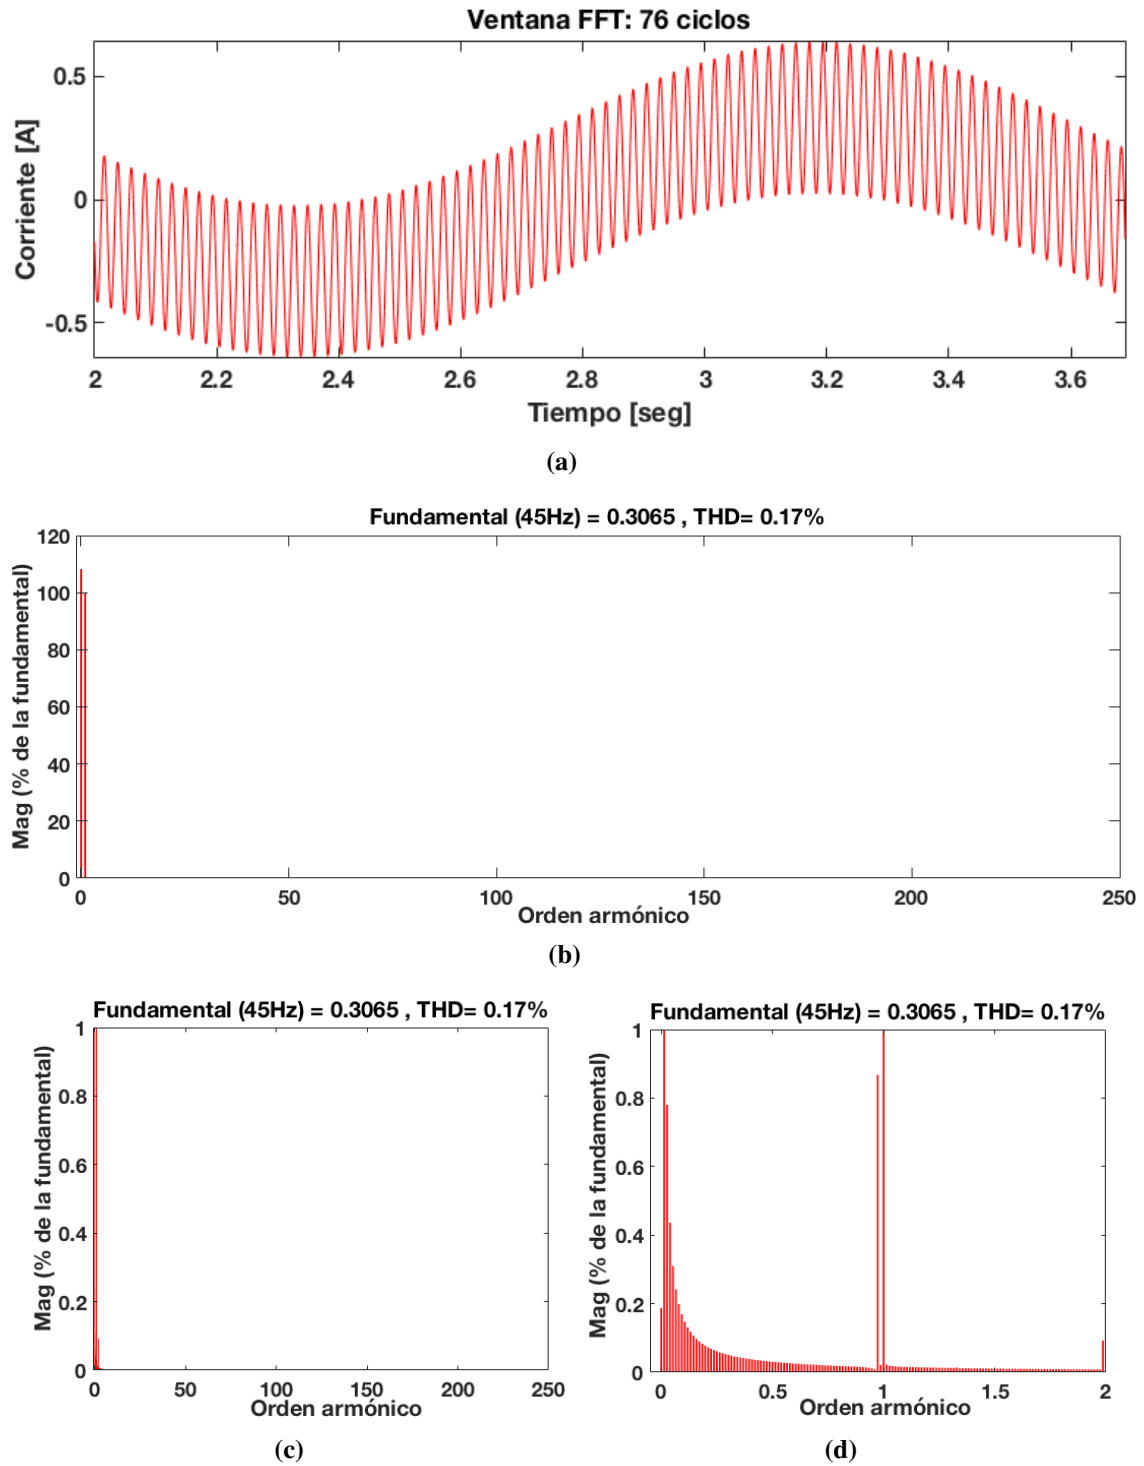 Ventana FFT: 76 ciclos
Corriente [A]
0.5
0
-0.5
2 2.2 2.4 2.6 2.8 3 3.2 3.4 3.6
Tiempo [seg]
(a)
Fundamental (45Hz) = 0.3065 , THD= 0.17%
Mag (% de la fundamental)
120
100
80
60
40
20
0
0 50 100 150 200 250
Orden armónico
(b)
Fundamental (45Hz) = 0.3065 , THD= 0.17%
Mag (% de la fundamental)
1
0.8
0.6
0.4
0.2
0
0 50 100 150 200 250
Orden armónico
(c)
Fundamental (45Hz) = 0.3065 , THD= 0.17%
Mag (% de la fundamental)
1
0.8
0.6
0.4
0.2
0
0 0.5 1 1.5 2
Orden armónico
(d)